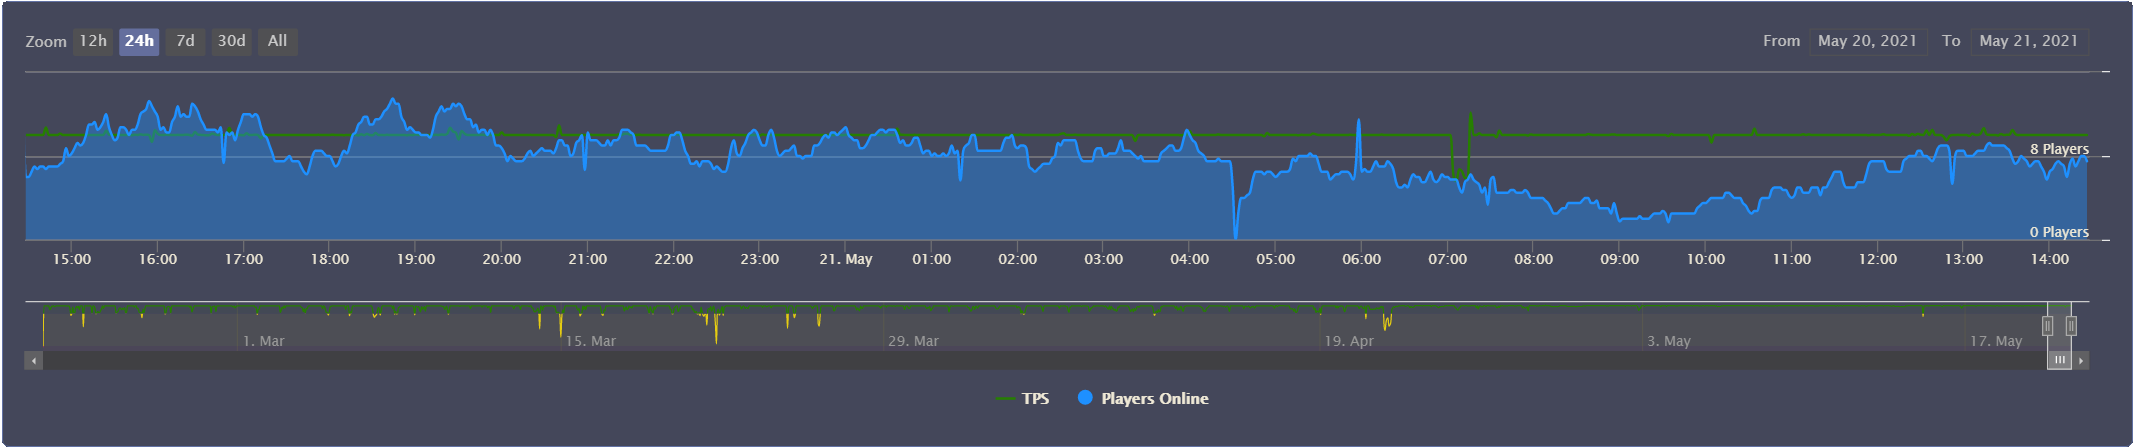 Zoom 12h 24h 7d 30d All From May 20, 2021 To May 21, 2021
8 Players
0 Players
15:00 16:00 17:00 18:00 19:00 20:00 21:00 22:00 23:00 21. May 01:00 02:00 03:00 04:00 05:00 06:00 07:00 08:00 09:00 10:00 11:00 12:00 13:00 14:00
1. Mar 15. Mar 29. Mar 19. Apr 3. May 17. May
TPS Players Online